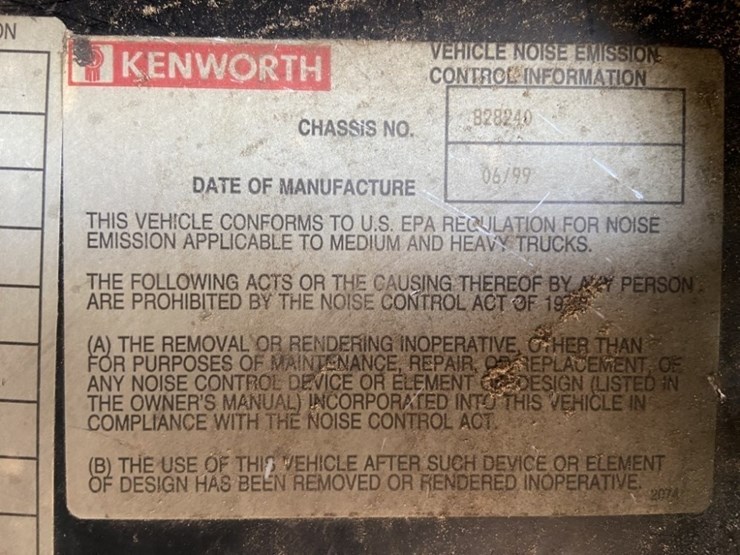 ON
KENWORTH
VEHICLE NOISE EMISSION
CONTROL INFORMATION
CHASSIS NO. 828240
DATE OF MANUFACTURE 06/99
THIS VEHICLE CONFORMS TO U.S. EPA REGULATION FOR NOISE
EMISSION APPLICABLE TO MEDIUM AND HEAVY TRUCKS.
THE FOLLOWING ACTS OR THE CAUSING THEREOF BY ANY PERSON
ARE PROHIBITED BY THE NOISE CONTROL ACT OF
(A) THE REMOVAL OR RENDERING INOPERATIVE, OTHER THAN
FOR PURPOSES OF MAINTENANCE, REPAIR, OR REPLACEMENT, OF
ANY NOISE CONTROL DEVICE OR ELEMENT OF DESIGN (LISTED IN
THE OWNER'S MANUAL) INCORPORATED INTO THIS VEHICLE IN
COMPLIANCE WITH THE NOISE CONTROL ACT.
(B) THE USE OF THIS VEHICLE AFTER SUCH DEVICE OR ELEMENT
OF DESIGN HAS BEEN REMOVED OR RENDERED INOPERATIVE.
2074